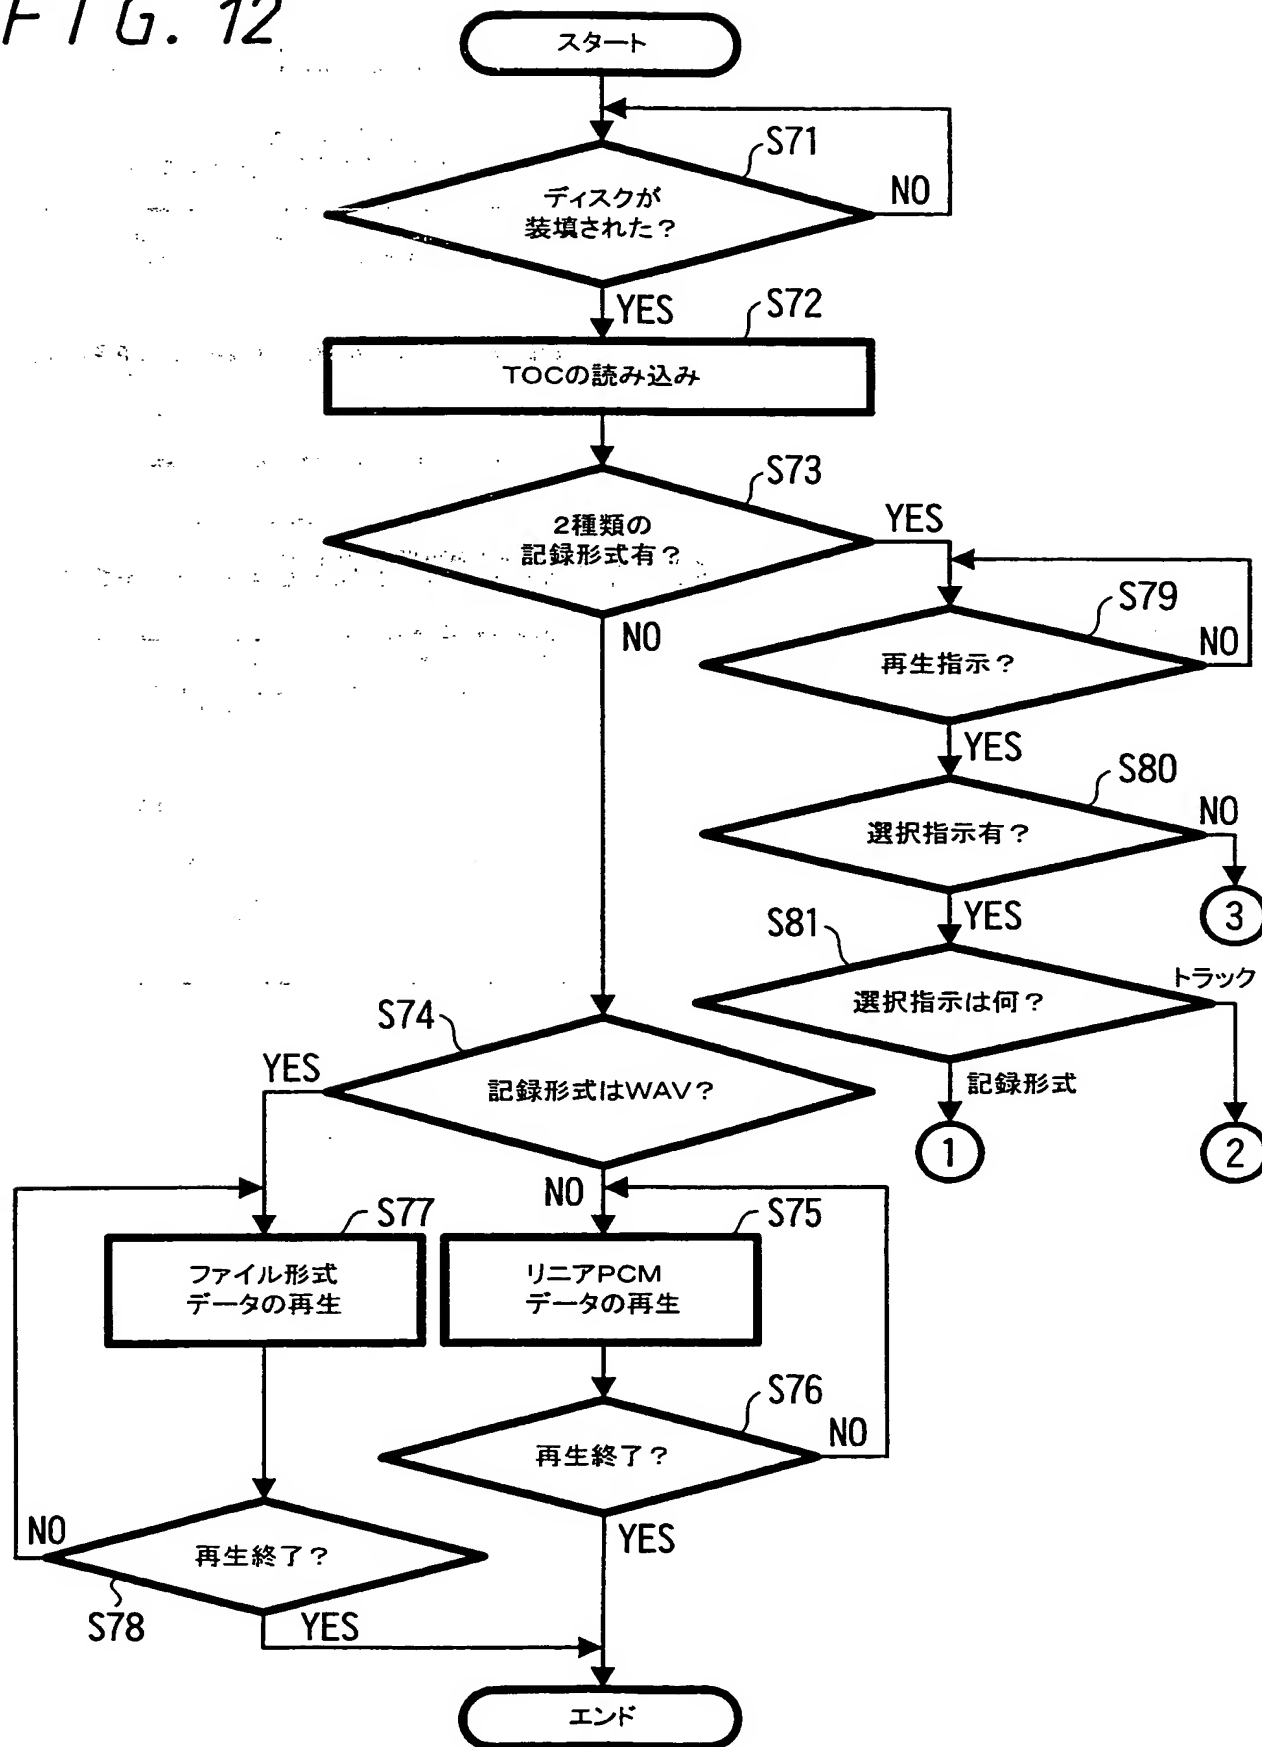 FIG. 12
スタート
S71
ディスクが
装填された?
NO
YES
S72
TOCの読み込み
S73
2種類の
記録形式有?
YES
NO
S79
再生指示?
NO
YES
S80
選択指示有?
NO
3
YES
S81
選択指示は何?
トラック
2
記録形式
1
S74
記録形式はWAV?
YES
NO
S77
ファイル形式
データの再生
S75
リニアPCM
データの再生
S76
再生終了?
NO
YES
S78
再生終了?
NO
YES
エンド